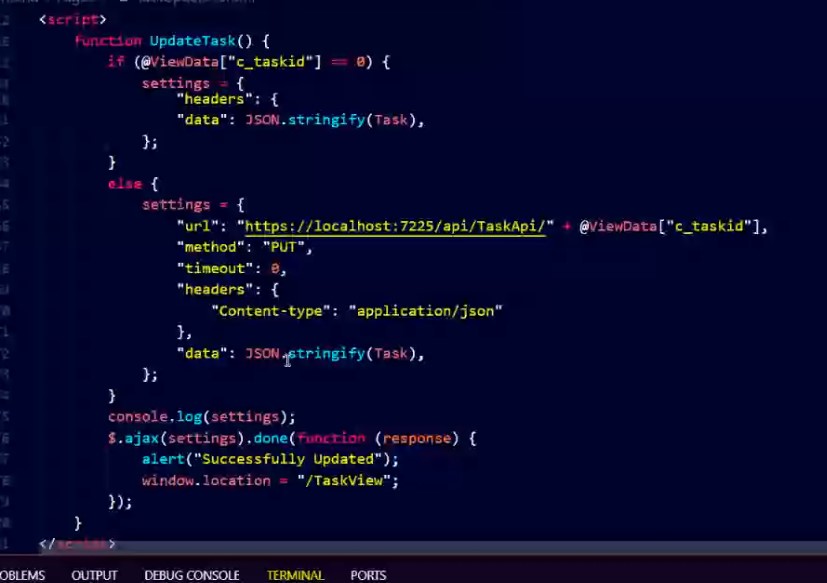 <script>
function UpdateTask() {
if (@ViewData["c_taskid"] == 0) {
settings = {
"headers": {
"data": JSON.stringify(Task),
};
}
else {
settings = {
"url": "https://localhost:7225/api/TaskApi/" + @ViewData["c_taskid"],
"method": "PUT",
"timeout": 0,
"headers": {
"Content-type": "application/json"
},
"data": JSON.stringify(Task),
};
}
console.log(settings);
$.ajax(settings).done(function (response) {
alert("Successfully Updated");
window.location = "/TaskView";
});
}
</script>
OBLEMS OUTPUT DEBUG CONSOLE TERMINAL PORTS